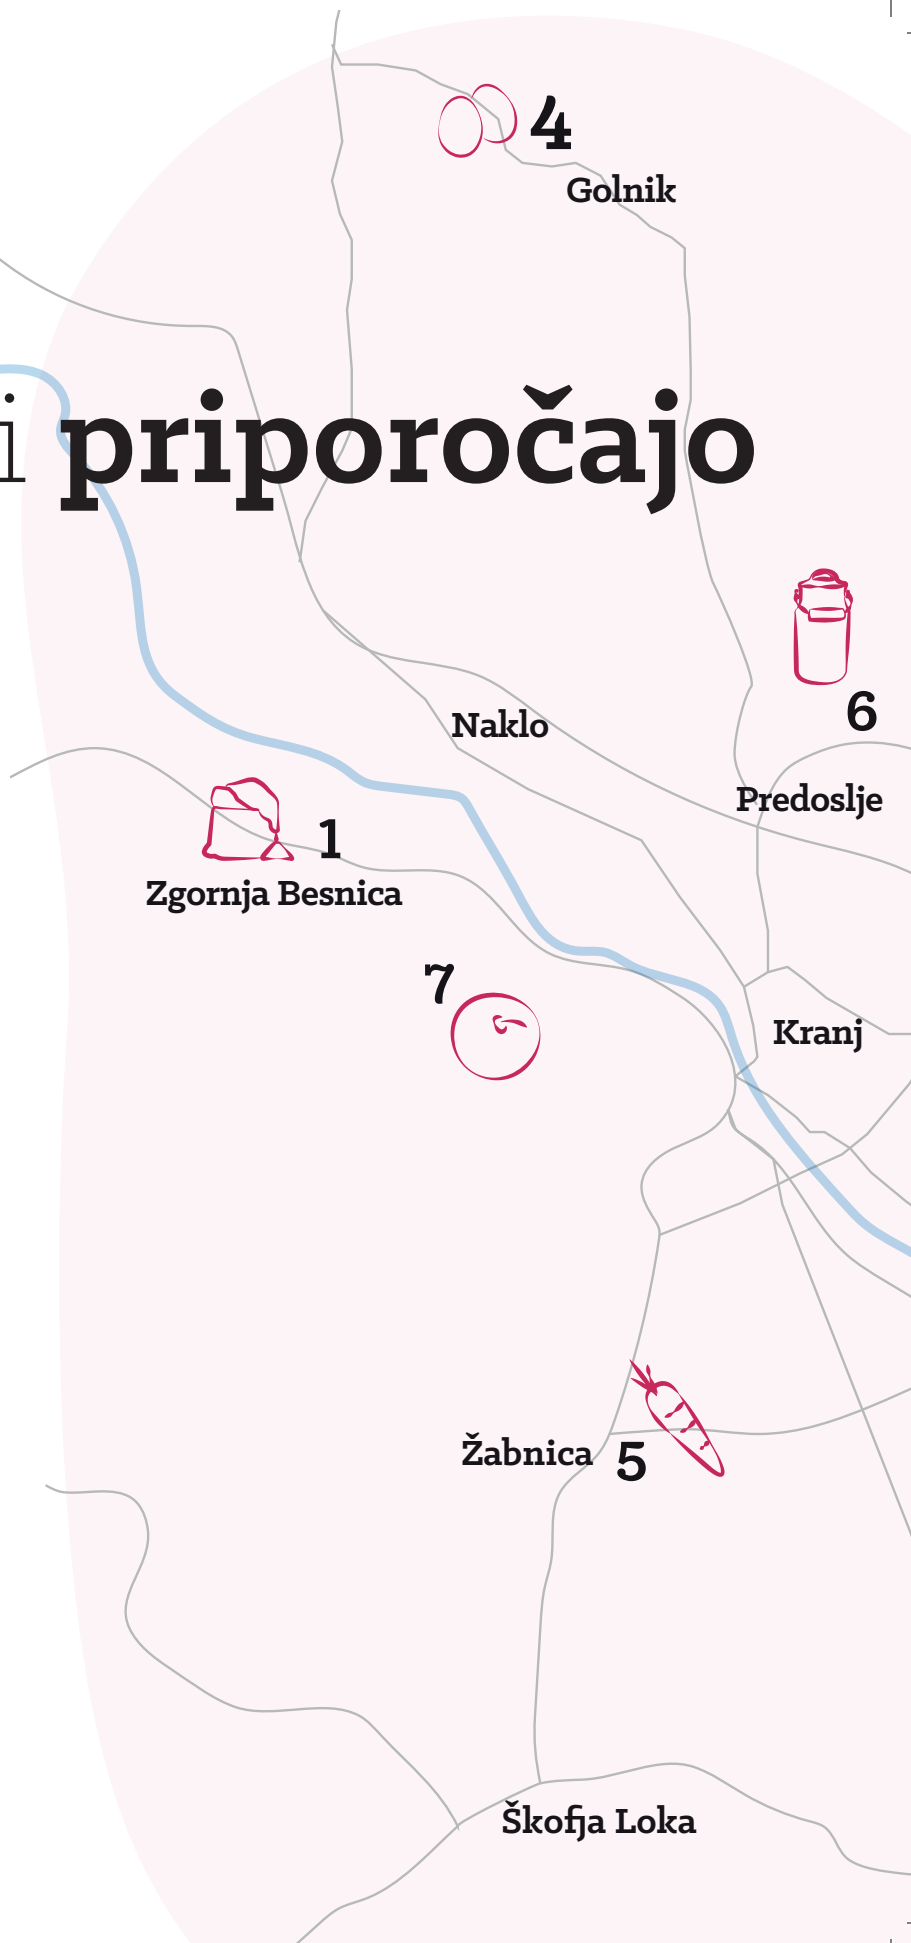 4
Golnik
i priporočajo
6
Naklo
Predoslje
1
Zgornja Besnica
7
Kranj
Žabnica 5
Škofja Loka